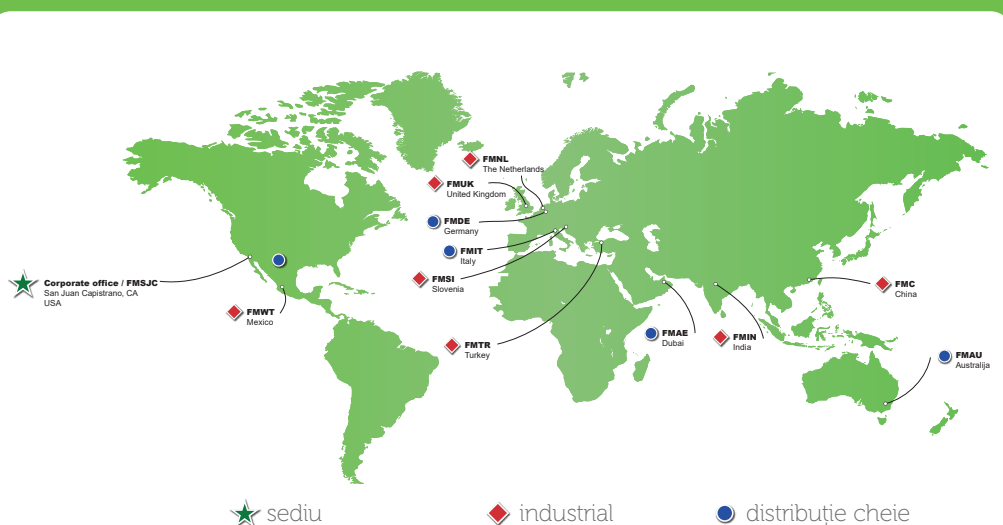 FMNL
The Netherlands
FMUK
United Kingdom
FMDE
Germany
FMIT
Italy
FMSI
Slovenia
Corporate office / FMSJC
San Juan Capistrano, CA
USA
FMWT
Mexico
FMTR
Turkey
FMAE
Dubai
FMIN
India
FMC
China
FMAU
Australija
sediu
industrial
distribuție cheie